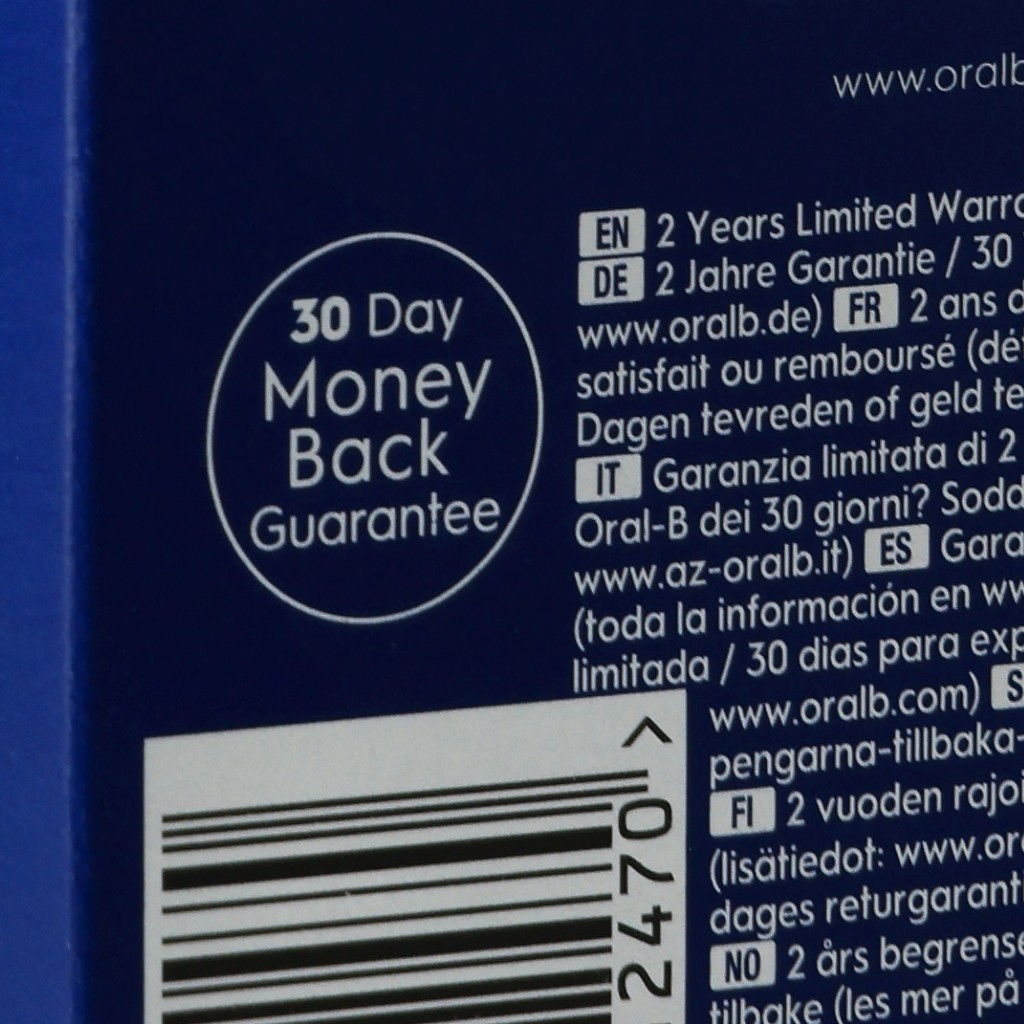 www.oralb
30 Day
Money
Back
Guarantee
EN 2 Years Limited Warra
DE 2 Jahre Garantie / 30
www.oralb.de) FR 2 ans d
satisfait ou remboursé (dét
Dagen tevreden of geld te
IT Garanzia limitata di 2
Oral-B dei 30 giorni? Sodd
www.az-oralb.it) ES Gara
(toda la información en ww
limitada / 30 dias para exp
www.oralb.com) S
pengarna-tillbaka-
FI 2 vuoden rajoi
(lisätiedot: www.ora
dages returgaranti
NO 2 års begrense
tilbake (les mer på
2470 >